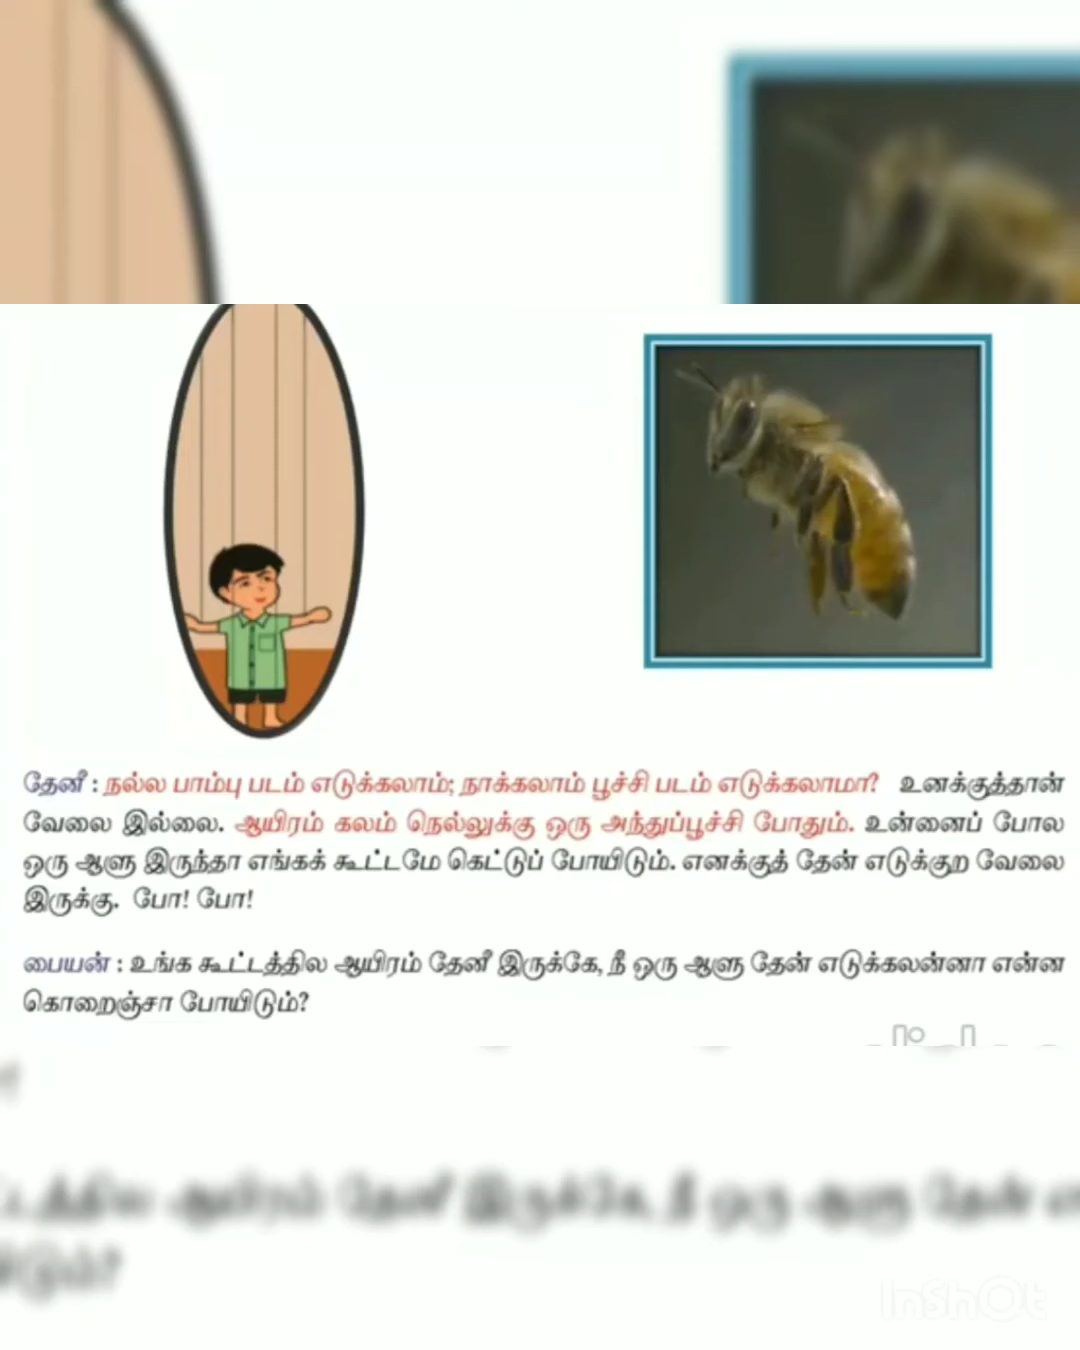 தேனீ : நல்ல பாம்பு படம் எடுக்கலாம்; நாக்கலாம் பூச்சி படம் எடுக்கலாமா? உனக்குத்தான்
வேலை இல்லை. ஆயிரம் கலம் நெல்லுக்கு ஒரு அந்துப்பூச்சி போதும். உன்னைப் போல
ஒரு ஆளு இருந்தா எங்கக் கூட்டமே கெட்டுப் போயிடும். எனக்குத் தேன் எடுக்குற வேலை
இருக்கு. போ! போ!
பையன் : உங்க கூட்டத்தில ஆயிரம் தேனீ இருக்கே, நீ ஒரு ஆளு தேன் எடுக்கலன்னா என்ன
கொறைஞ்சா போயிடும்?
InShOt